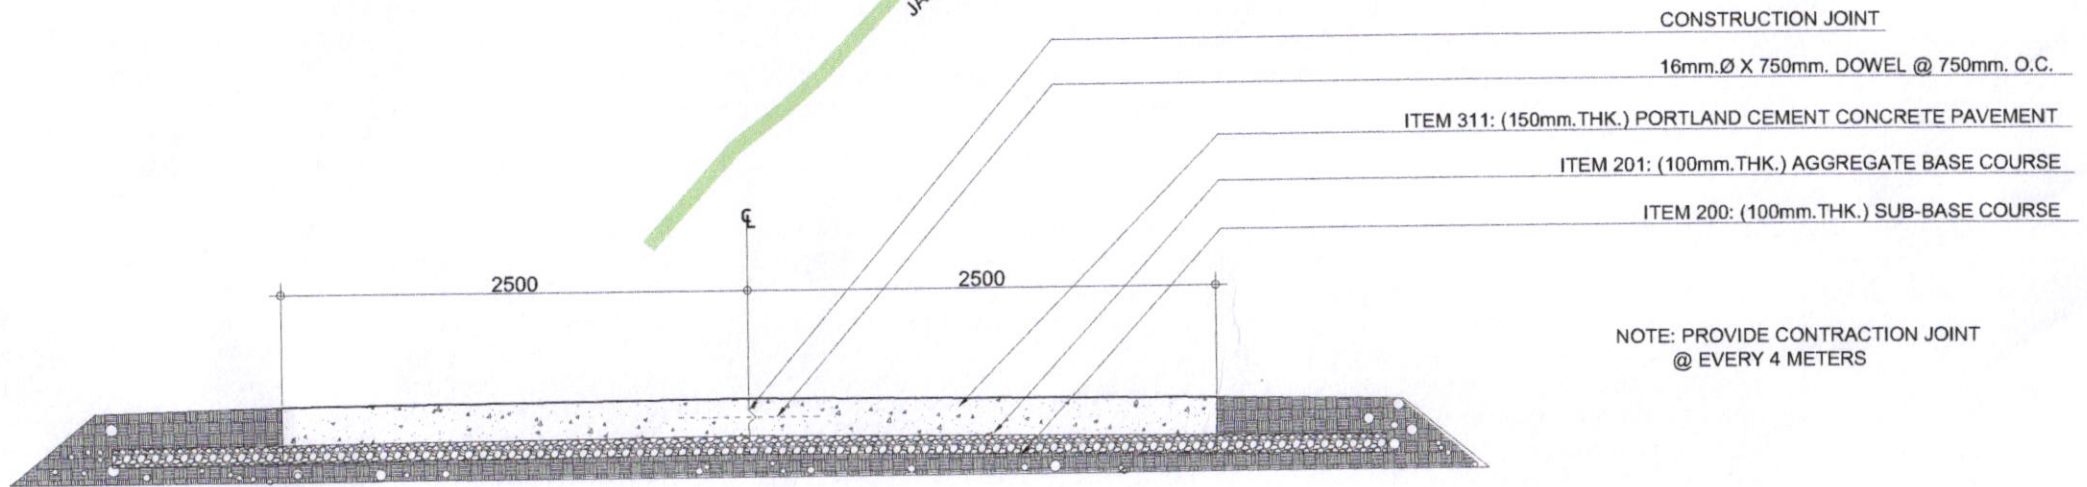 CONSTRUCTION JOINT
16mm.Ø X 750mm. DOWEL @ 750mm. O.C.
ITEM 311: (150mm.THK.) PORTLAND CEMENT CONCRETE PAVEMENT
ITEM 201: (100mm.THK.) AGGREGATE BASE COURSE
ITEM 200: (100mm.THK.) SUB-BASE COURSE
℄
2500
2500
NOTE: PROVIDE CONTRACTION JOINT
@ EVERY 4 METERS